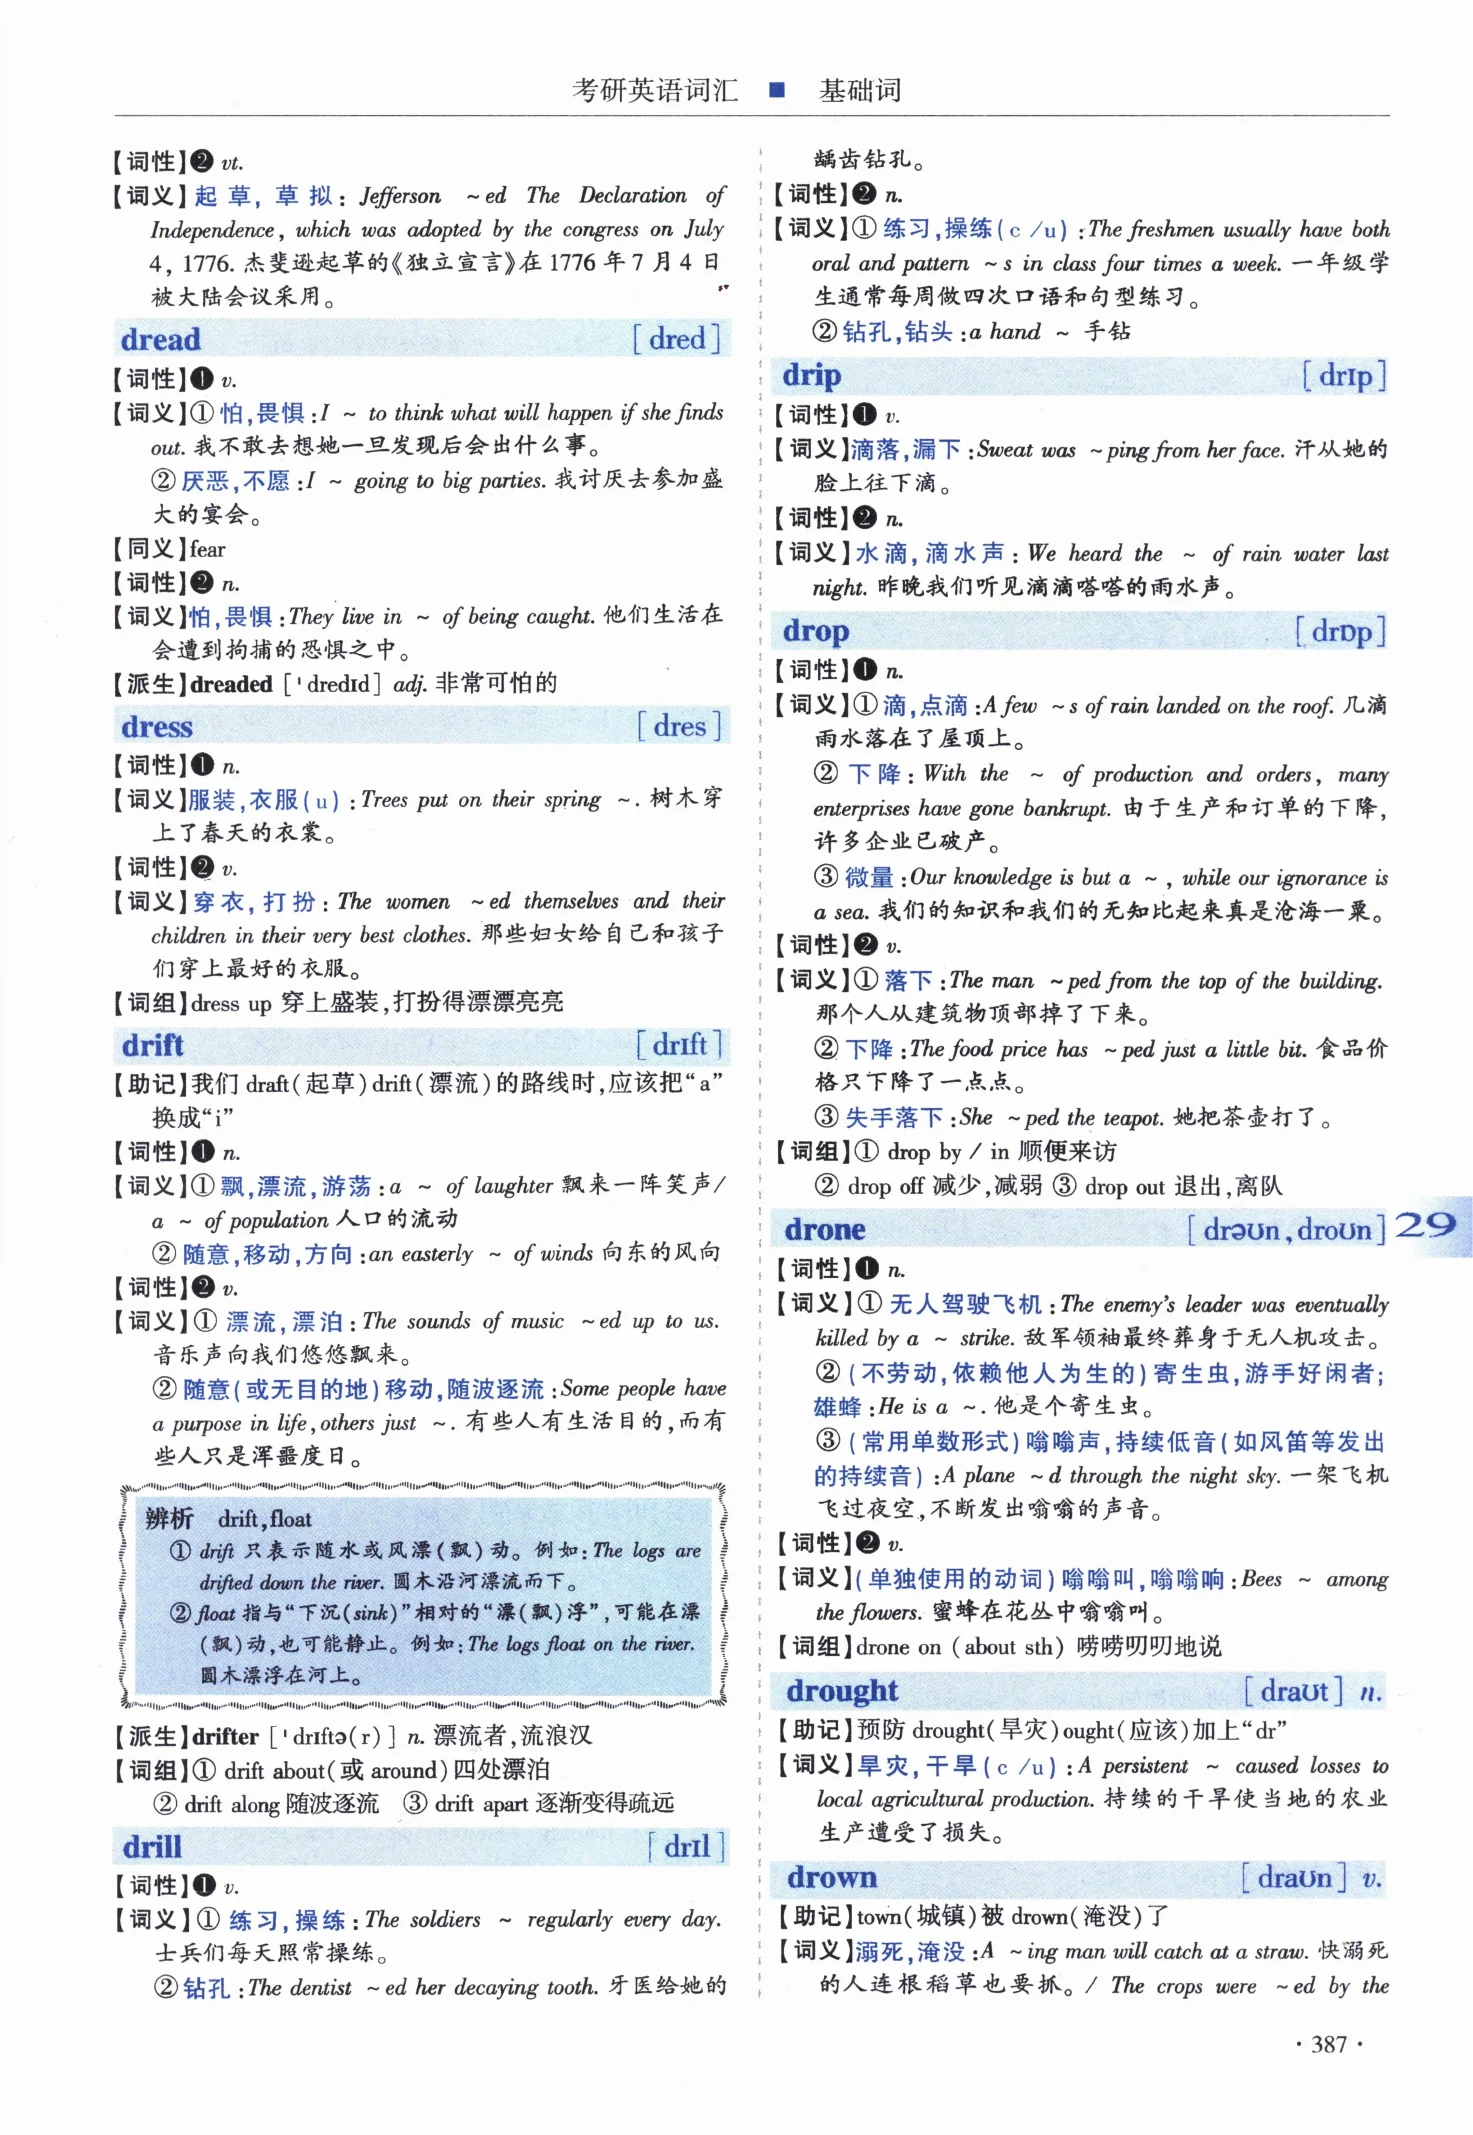 考研英语词汇 ■ 基础词
【词性】❷ vt.
【词义】起草, 草拟: Jefferson ~ed The Declaration of
Independence, which was adopted by the congress on July
4, 1776. 杰斐逊起草的《独立宣言》在 1776 年 7 月 4 日
被大陆会议采用。
dread [dred]
【词性】❶ v.
【词义】①怕,畏惧:I ~ to think what will happen if she finds
out. 我不敢去想她一旦发现后会出什么事。
②厌恶,不愿:I ~ going to big parties. 我讨厌去参加盛
大的宴会。
【同义】fear
【词性】❷ n.
【词义】怕,畏惧:They live in ~ of being caught. 他们生活在
会遭到拘捕的恐惧之中。
【派生】dreaded [ˈdredɪd] adj. 非常可怕的
dress [dres]
【词性】❶ n.
【词义】服装,衣服(u):Trees put on their spring ~. 树木穿
上了春天的衣裳。
【词性】❷ v.
【词义】穿衣, 打扮: The women ~ed themselves and their
children in their very best clothes. 那些妇女给自己和孩子
们穿上最好的衣服。
【词组】dress up 穿上盛装,打扮得漂漂亮亮
drift [drɪft]
【助记】我们 draft(起草)drift(漂流)的路线时,应该把“a”
换成“i”
【词性】❶ n.
【词义】①飘,漂流,游荡:a ~ of laughter 飘来一阵笑声/
a ~ of population 人口的流动
②随意,移动,方向:an easterly ~ of winds 向东的风向
【词性】❷ v.
【词义】①漂流,漂泊:The sounds of music ~ed up to us.
音乐声向我们悠悠飘来。
②随意(或无目的地)移动,随波逐流:Some people have
a purpose in life,others just ~. 有些人有生活目的,而有
些人只是浑噩度日。
辨析 drift,float
① drift 只表示随水或风漂(飘)动。例如:The logs are
drifted down the river. 圆木沿河漂流而下。
②float 指与“下沉(sink)”相对的“漂(飘)浮”,可能在漂
(飘)动,也可能静止。例如:The logs float on the river.
圆木漂浮在河上。
【派生】drifter [ˈdrɪftə(r)] n. 漂流者,流浪汉
【词组】① drift about(或 around)四处漂泊
② drift along 随波逐流 ③ drift apart 逐渐变得疏远
drill [drɪl]
【词性】❶ v.
【词义】①练习,操练:The soldiers ~ regularly every day.
士兵们每天照常操练。
②钻孔:The dentist ~ed her decaying tooth. 牙医给她的
龋齿钻孔。
【词性】❷ n.
【词义】①练习,操练(c /u):The freshmen usually have both
oral and pattern ~s in class four times a week. 一年级学
生通常每周做四次口语和句型练习。
②钻孔,钻头:a hand ~ 手钻
drip [drɪp]
【词性】❶ v.
【词义】滴落,漏下:Sweat was ~ping from her face. 汗从她的
脸上往下滴。
【词性】❷ n.
【词义】水滴,滴水声: We heard the ~ of rain water last
night. 昨晚我们听见滴滴嗒嗒的雨水声。
drop [drɒp]
【词性】❶ n.
【词义】①滴,点滴:A few ~s of rain landed on the roof. 几滴
雨水落在了屋顶上。
② 下降: With the ~ of production and orders, many
enterprises have gone bankrupt. 由于生产和订单的下降,
许多企业已破产。
③微量:Our knowledge is but a ~, while our ignorance is
a sea. 我们的知识和我们的无知比起来真是沧海一粟。
【词性】❷ v.
【词义】①落下:The man ~ped from the top of the building.
那个人从建筑物顶部掉了下来。
②下降:The food price has ~ped just a little bit. 食品价
格只下降了一点点。
③失手落下:She ~ped the teapot. 她把茶壶打了。
【词组】① drop by / in 顺便来访
② drop off 减少,减弱 ③ drop out 退出,离队
drone [drəʊn,droʊn] 29
【词性】❶ n.
【词义】①无人驾驶飞机:The enemy's leader was eventually
killed by a ~ strike. 敌军领袖最终葬身于无人机攻击。
②(不劳动,依赖他人为生的)寄生虫,游手好闲者;
雄蜂:He is a ~. 他是个寄生虫。
③(常用单数形式)嗡嗡声,持续低音(如风笛等发出
的持续音):A plane ~d through the night sky. 一架飞机
飞过夜空,不断发出嗡嗡的声音。
【词性】❷ v.
【词义】(单独使用的动词)嗡嗡叫,嗡嗡响:Bees ~ among
the flowers. 蜜蜂在花丛中嗡嗡叫。
【词组】drone on (about sth) 唠唠叨叨地说
drought [draʊt] n.
【助记】预防 drought(旱灾)ought(应该)加上“dr”
【词义】旱灾,干旱(c /u):A persistent ~ caused losses to
local agricultural production. 持续的干旱使当地的农业
生产遭受了损失。
drown [draʊn] v.
【助记】town(城镇)被 drown(淹没)了
【词义】溺死,淹没:A ~ing man will catch at a straw. 快溺死
的人连根稻草也要抓。/ The crops were ~ed by the
· 387 ·